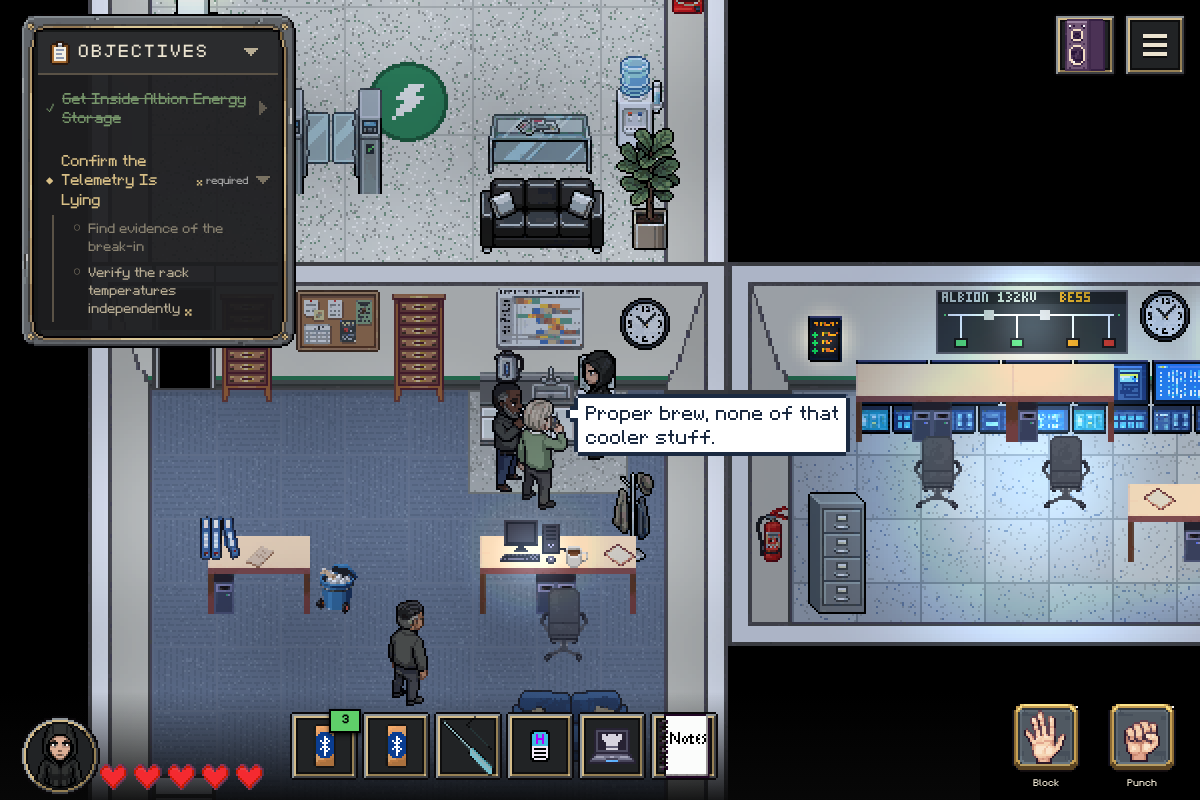 OBJECTIVES
Get Inside Albion Energy
Storage
Confirm the
Telemetry Is
Lying
x required
Find evidence of the
break-in
Verify the rack
temperatures
independently x
ALBION 132KV BESS
Proper brew, none of that
cooler stuff.
3
H
Notes
Block
Punch